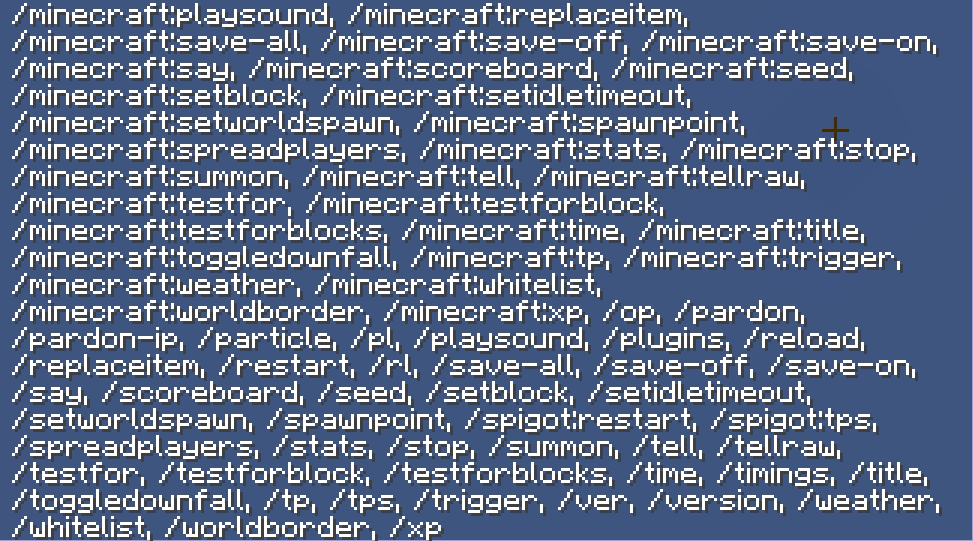 /minecraft:playsound, /minecraft:replaceitem,
/minecraft:save-all, /minecraft:save-off, /minecraft:save-on,
/minecraft:say, /minecraft:scoreboard, /minecraft:seed,
/minecraft:setblock, /minecraft:setidletimeout,
/minecraft:setworldspawn, /minecraft:spawnpoint,
/minecraft:spreadplayers, /minecraft:stats, /minecraft:stop,
/minecraft:summon, /minecraft:tell, /minecraft:tellraw,
/minecraft:testfor, /minecraft:testforblock,
/minecraft:testforblocks, /minecraft:time, /minecraft:title,
/minecraft:toggledownfall, /minecraft:tp, /minecraft:trigger,
/minecraft:weather, /minecraft:whitelist,
/minecraft:worldborder, /minecraft:xp, /op, /pardon,
/pardon-ip, /particle, /pl, /playsound, /plugins, /reload,
/replaceitem, /restart, /rl, /save-all, /save-off, /save-on,
/say, /scoreboard, /seed, /setblock, /setidletimeout,
/setworldspawn, /spawnpoint, /spigot:restart, /spigot:tps,
/spreadplayers, /stats, /stop, /summon, /tell, /tellraw,
/testfor, /testforblock, /testforblocks, /time, /timings, /title,
/toggledownfall, /tp, /tps, /trigger, /ver, /version, /weather,
/whitelist, /worldborder, /xp